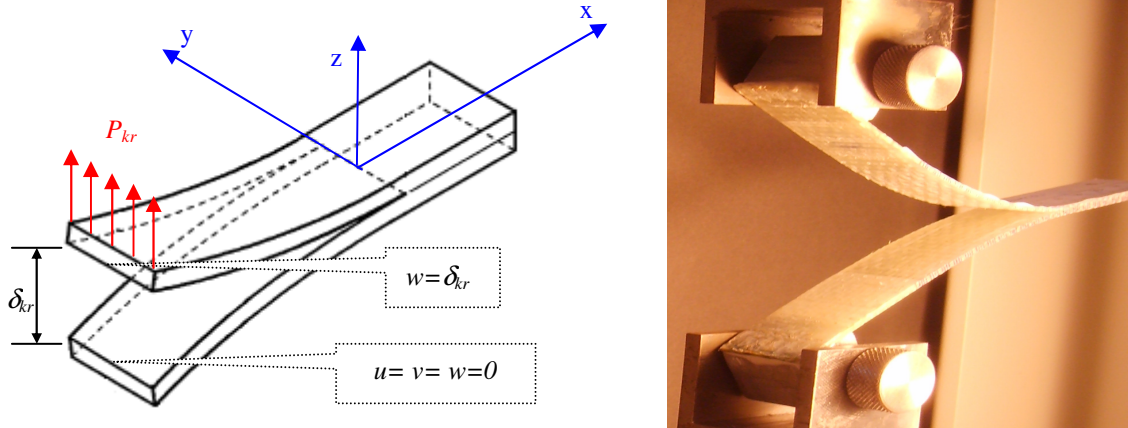 x
y
z
P_kr
w=δ_kr
δ_kr
u= v= w=0